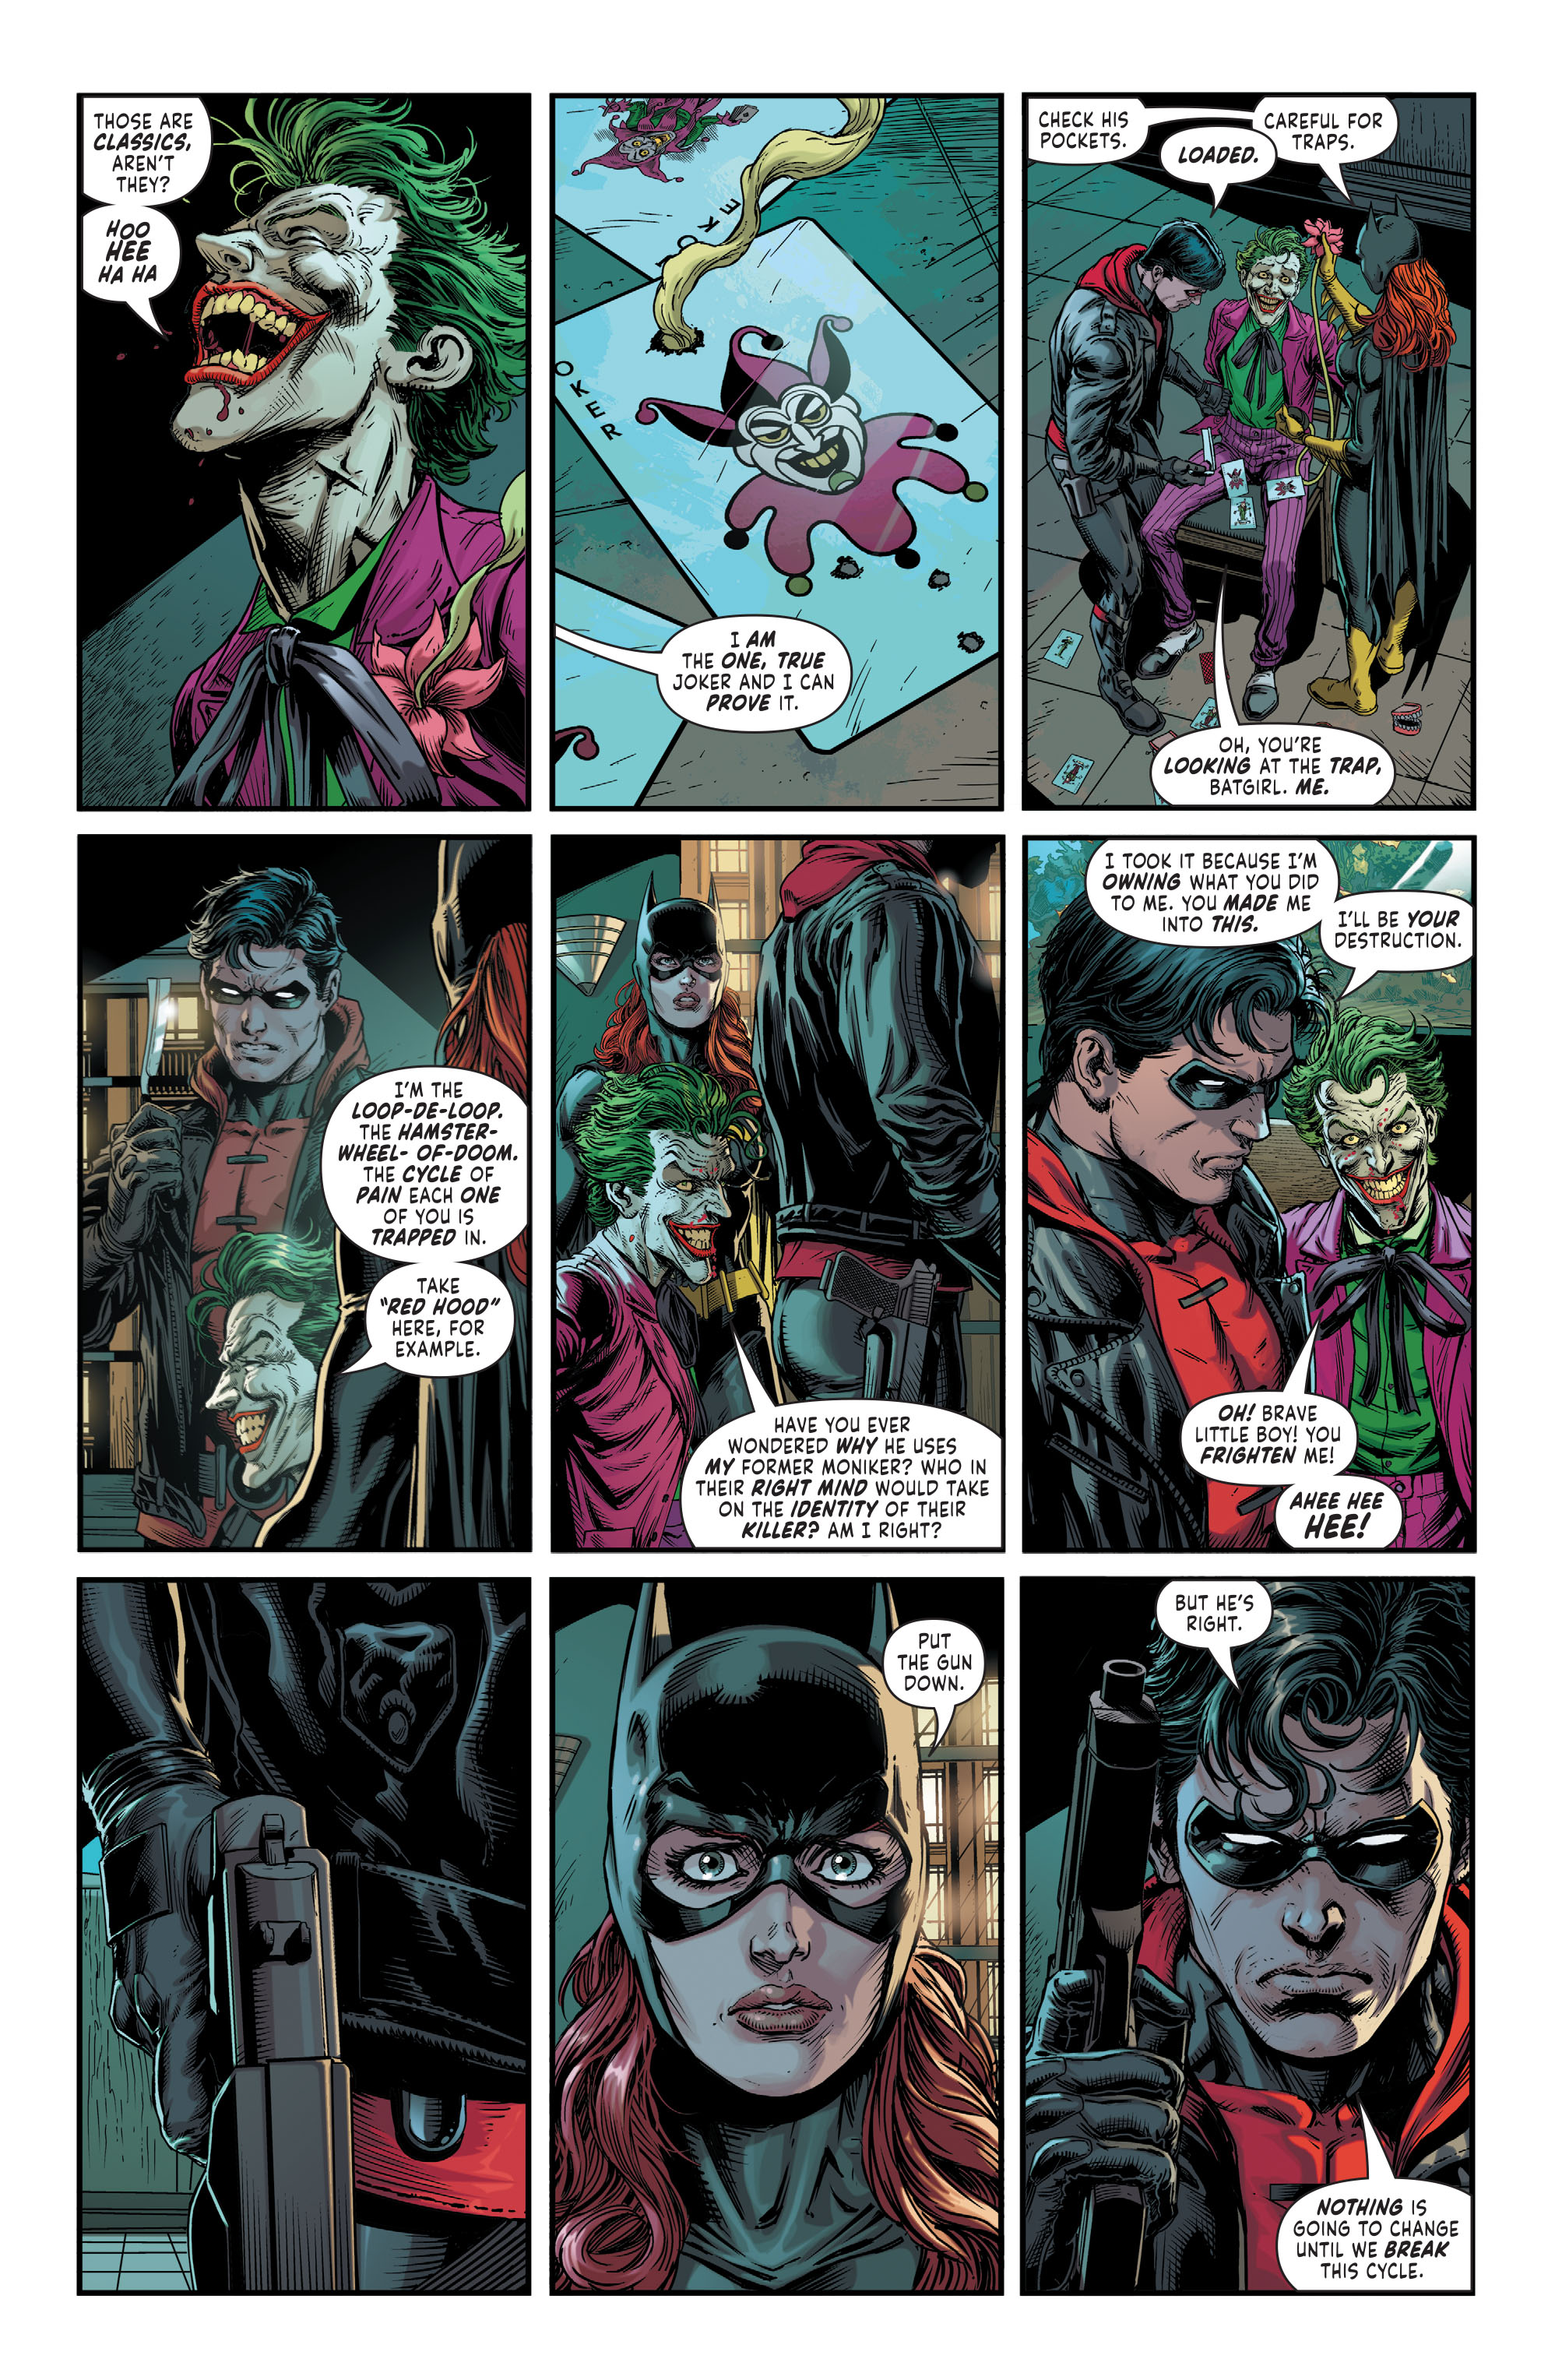 THOSE ARE
CLASSICS,
AREN'T
THEY?
HOO
HEE
HA HA
JOKE
JOKER
I AM
THE ONE, TRUE
JOKER AND I CAN
PROVE IT.
CHECK HIS
POCKETS.
LOADED.
CAREFUL FOR
TRAPS.
OH, YOU'RE
LOOKING AT THE TRAP,
BATGIRL. ME.
I'M THE
LOOP-DE-LOOP.
THE HAMSTER-
WHEEL- OF-DOOM.
THE CYCLE OF
PAIN EACH ONE
OF YOU IS
TRAPPED IN.
TAKE
"RED HOOD"
HERE, FOR
EXAMPLE.
HAVE YOU EVER
WONDERED WHY HE USES
MY FORMER MONIKER? WHO IN
THEIR RIGHT MIND WOULD TAKE
ON THE IDENTITY OF THEIR
KILLER? AM I RIGHT?
I TOOK IT BECAUSE I'M
OWNING WHAT YOU DID
TO ME. YOU MADE ME
INTO THIS.
I'LL BE YOUR
DESTRUCTION.
OH! BRAVE
LITTLE BOY! YOU
FRIGHTEN ME!
AHEE HEE
HEE!
PUT
THE GUN
DOWN.
BUT HE'S
RIGHT.
NOTHING IS
GOING TO CHANGE
UNTIL WE BREAK
THIS CYCLE.